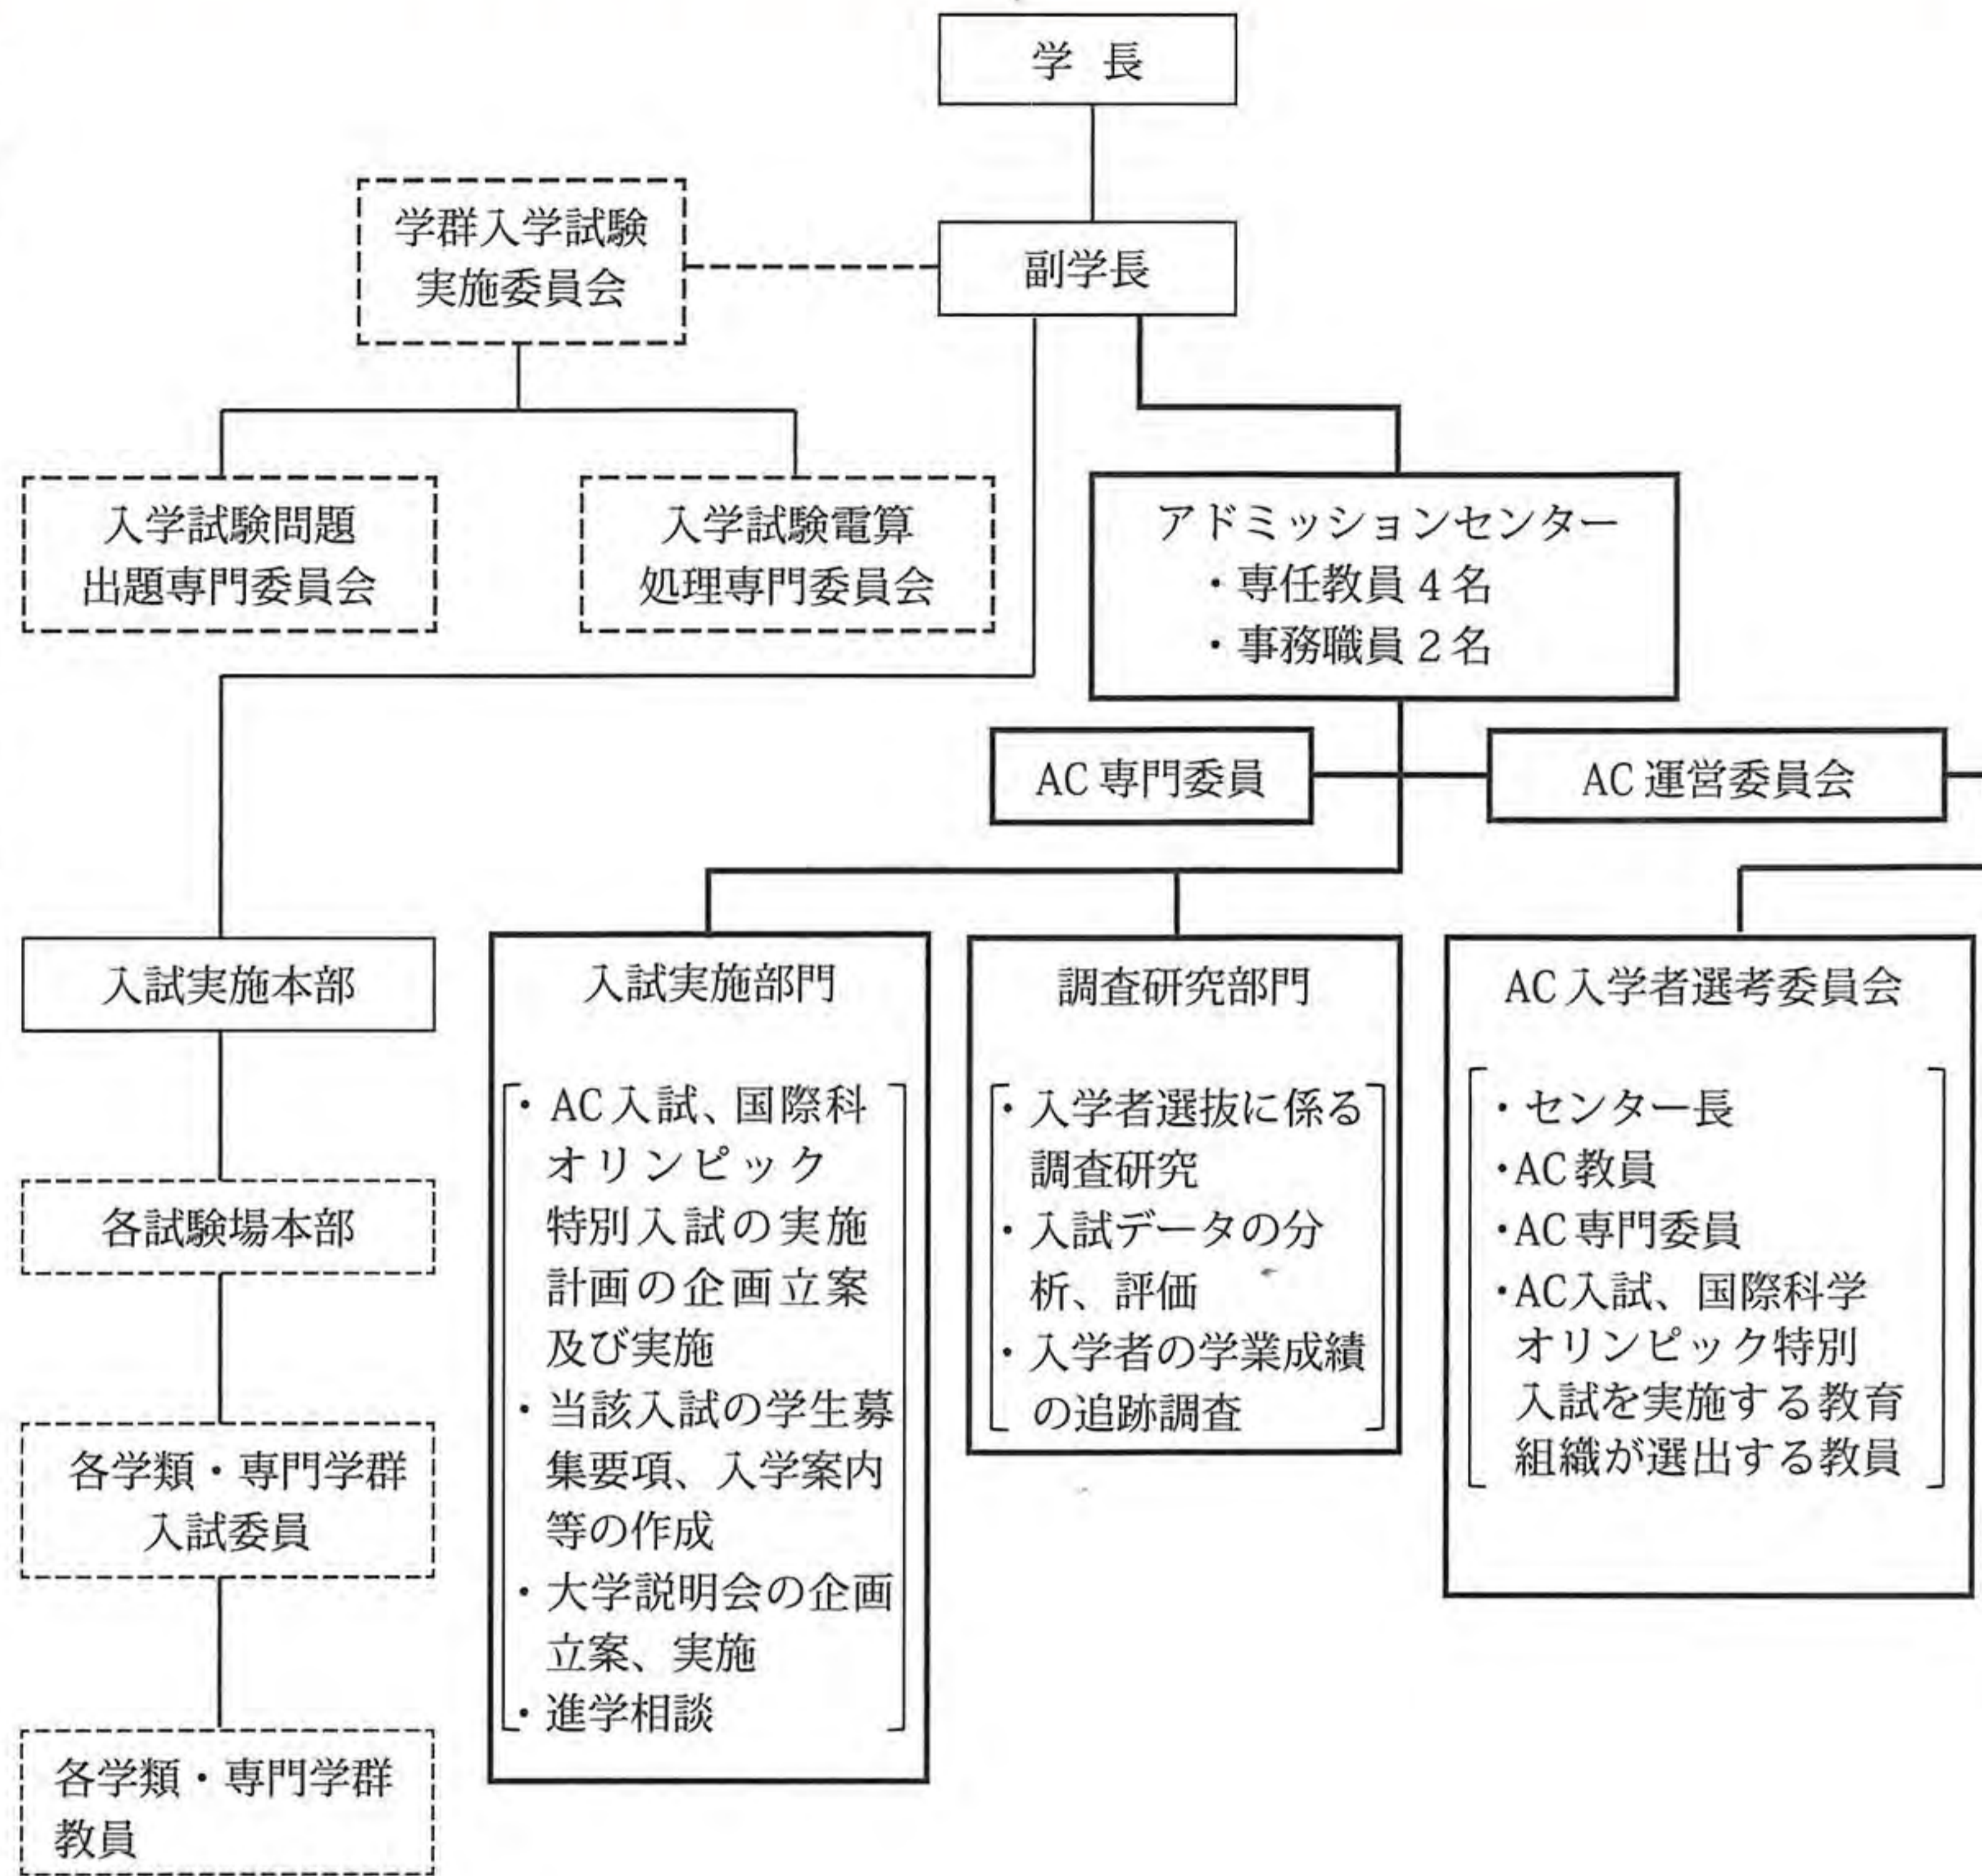 学 長
学群入学試験
実施委員会
副学長
入学試験問題
出題専門委員会
入学試験電算
処理専門委員会
アドミッションセンター
・専任教員4名
・事務職員2名
AC専門委員
AC運営委員会
入試実施本部
各試験場本部
各学類・専門学群
入試委員
各学類・専門学群
教員
入試実施部門
・AC入試、国際科
オリンピック
特別入試の実施
計画の企画立案
及び実施
・当該入試の学生募
集要項、入学案内
等の作成
・大学説明会の企画
立案、実施
・進学相談
調査研究部門
・入学者選抜に係る
調査研究
・入試データの分
析、評価
・入学者の学業成績
の追跡調査
AC入学者選考委員会
・センター長
・AC教員
・AC専門委員
・AC入試、国際科学
オリンピック特別
入試を実施する教育
組織が選出する教員